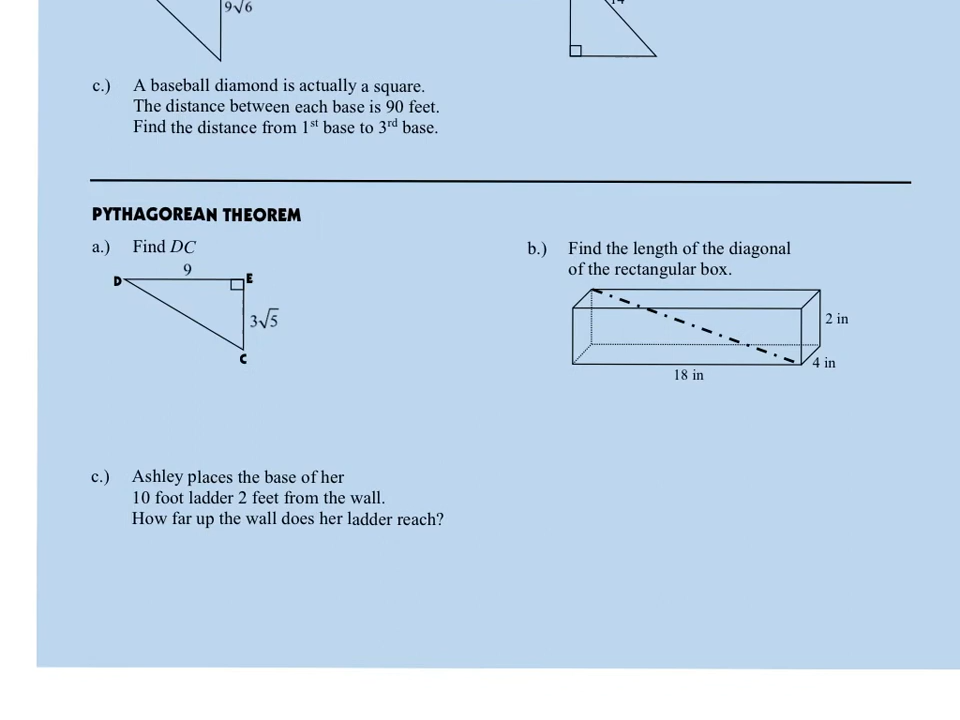 9√6
c.) A baseball diamond is actually a square.
The distance between each base is 90 feet.
Find the distance from 1st base to 3rd base.
PYTHAGOREAN THEOREM
a.) Find DC
9
D
E
3√5
C
b.) Find the length of the diagonal
of the rectangular box.
2 in
4 in
18 in
c.) Ashley places the base of her
10 foot ladder 2 feet from the wall.
How far up the wall does her ladder reach?